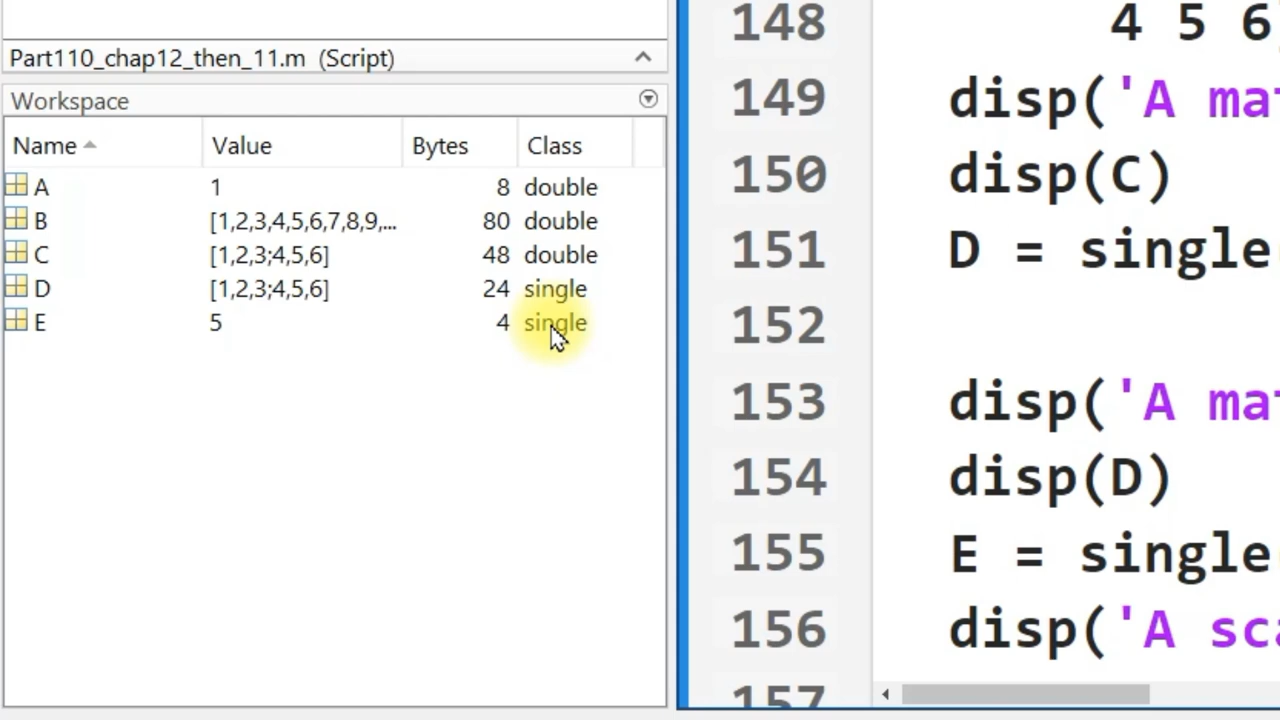 Part110_chap12_then_11.m (Script)
Workspace
Name Value Bytes Class
A 1 8 double
B [1,2,3,4,5,6,7,8,9,... 80 double
C [1,2,3;4,5,6] 48 double
D [1,2,3;4,5,6] 24 single
E 5 4 single
148 4 5 6
149 disp('A ma
150 disp(C)
151 D = single
152
153 disp('A ma
154 disp(D)
155 E = single
156 disp('A sc
157